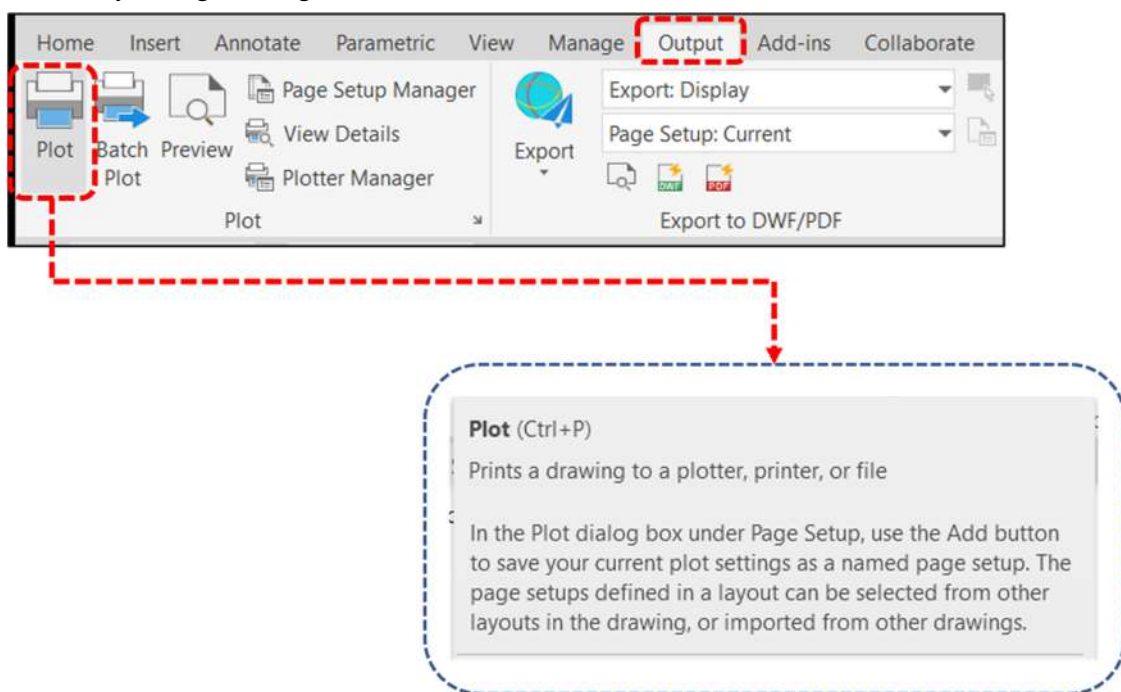 Home Insert Annotate Parametric View Manage Output Add-ins Collaborate
Plot
Batch Plot
Preview
Page Setup Manager
View Details
Plotter Manager
Plot
Export
Export: Display
Page Setup: Current
DWF PDF
Export to DWF/PDF
Plot (Ctrl+P)
Prints a drawing to a plotter, printer, or file
In the Plot dialog box under Page Setup, use the Add button
to save your current plot settings as a named page setup. The
page setups defined in a layout can be selected from other
layouts in the drawing, or imported from other drawings.